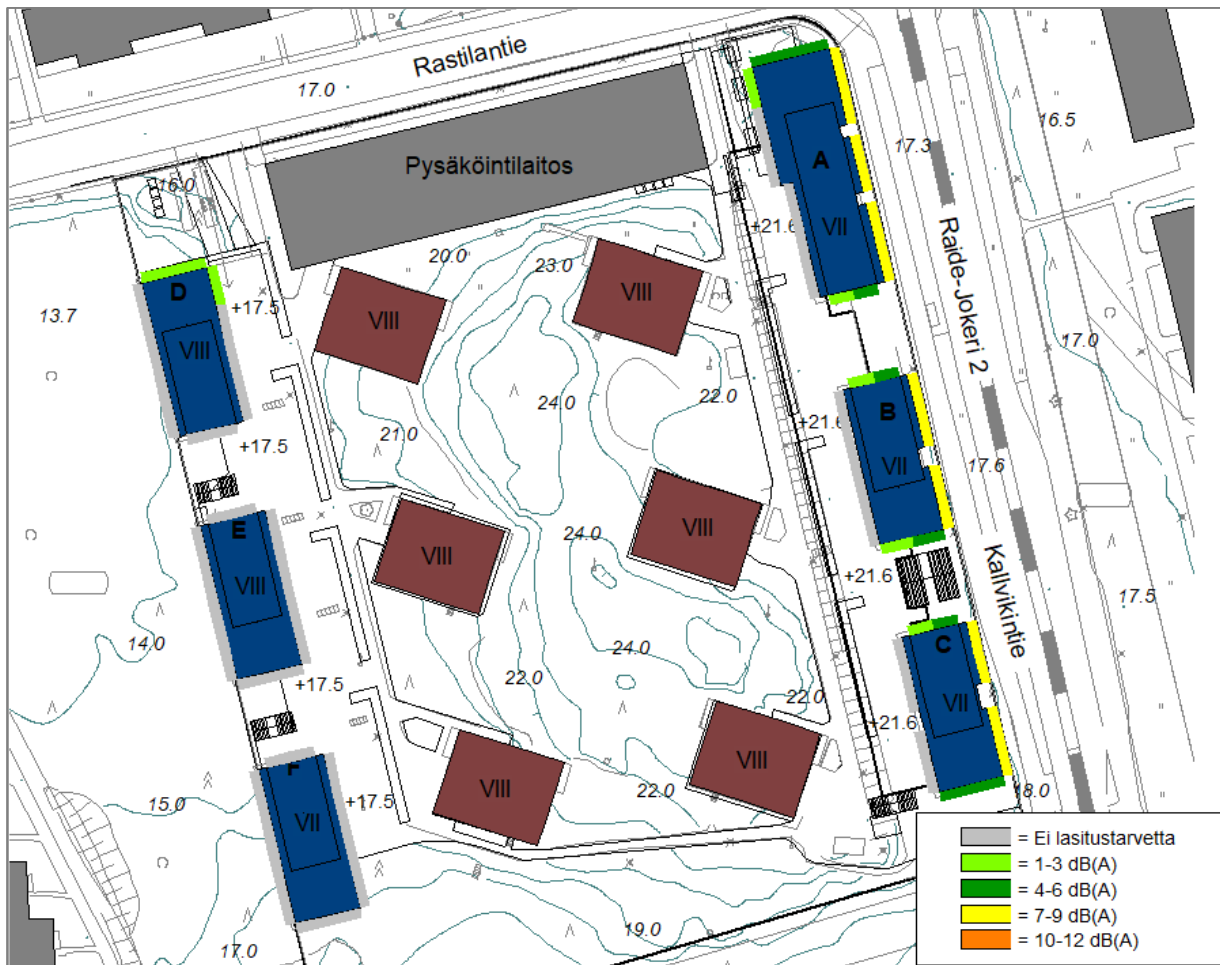 Rastilantie
17.0
Pysäköintilaitos
16.0
A
VII
17.3
16.5
+21.6
20.0
23.0
VIII
VIII
D
VIII
+17.5
13.7
Raide-Jokeri 2
17.0
24.0
22.0
21.0
B
VII
+21.6
+17.5
17.6
VIII
24.0
E
VIII
VIII
+21.6
Kallvikintie
17.5
14.0
24.0
C
VII
22.0
+17.5
22.0
+21.6
VIII
VIII
22.0
18.0
F
VII
+17.5
15.0
19.0
17.0
= Ei lasitustarvetta
= 1-3 dB(A)
= 4-6 dB(A)
= 7-9 dB(A)
= 10-12 dB(A)